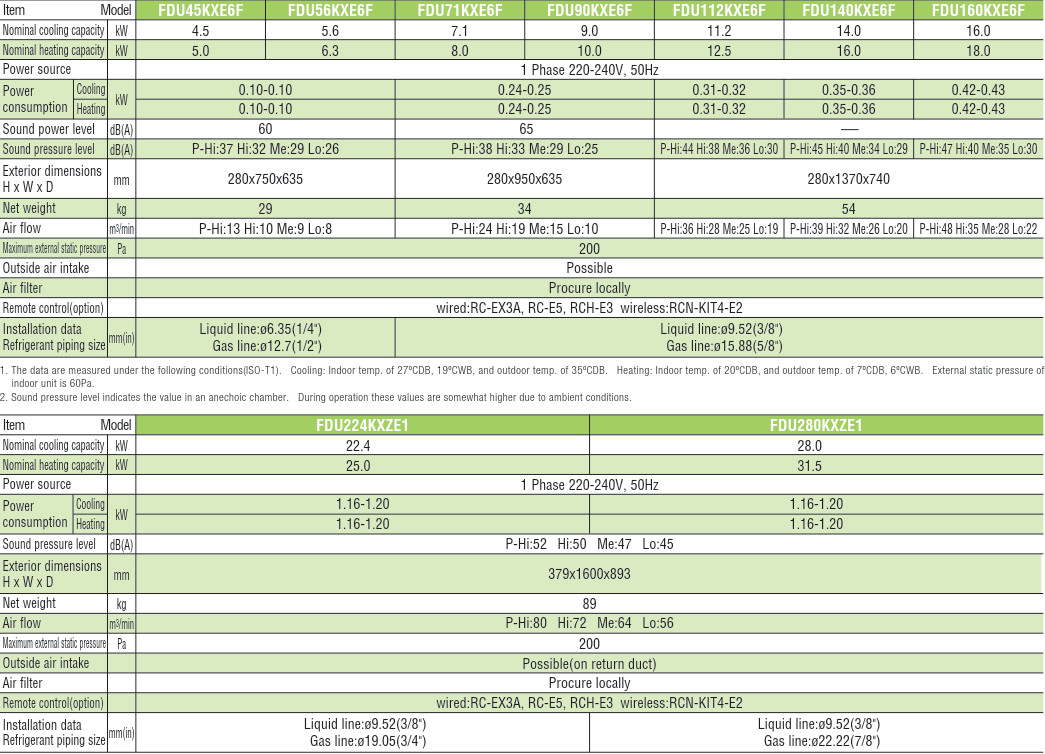 Item Model FDU45KXE6F FDU56KXE6F FDU71KXE6F FDU90KXE6F FDU112KXE6F FDU140KXE6F FDU160KXE6F
Nominal cooling capacity kW 4.5 5.6 7.1 9.0 11.2 14.0 16.0
Nominal heating capacity kW 5.0 6.3 8.0 10.0 12.5 16.0 18.0
Power source 1 Phase 220-240V, 50Hz
Power consumption kW Cooling 0.10-0.10 0.24-0.25 0.31-0.32 0.35-0.36 0.42-0.43
Heating 0.10-0.10 0.24-0.25 0.31-0.32 0.35-0.36 0.42-0.43
Sound power level dB(A) 60 65 —
Sound pressure level dB(A) P-Hi:37 Hi:32 Me:29 Lo:26 P-Hi:38 Hi:33 Me:29 Lo:25 P-Hi:44 Hi:38 Me:36 Lo:30 P-Hi:45 Hi:40 Me:34 Lo:29 P-Hi:47 Hi:40 Me:35 Lo:30
Exterior dimensions
H x W x D mm 280x750x635 280x950x635 280x1370x740
Net weight kg 29 34 54
Air flow m³/min P-Hi:13 Hi:10 Me:9 Lo:8 P-Hi:24 Hi:19 Me:15 Lo:10 P-Hi:36 Hi:28 Me:25 Lo:19 P-Hi:39 Hi:32 Me:26 Lo:20 P-Hi:48 Hi:35 Me:28 Lo:22
Maximum external static pressure Pa 200
Outside air intake Possible
Air filter Procure locally
Remote control(option) wired:RC-EX3A, RC-E5, RCH-E3 wireless:RCN-KIT4-E2
Installation data mm(in) Liquid line:ø6.35(1/4") Liquid line:ø9.52(3/8")
Refrigerant piping size Gas line:ø12.7(1/2") Gas line:ø15.88(5/8")
1. The data are measured under the following conditions(ISO-T1). Cooling: Indoor temp. of 27ºCDB, 19ºCWB, and outdoor temp. of 35ºCDB. Heating: Indoor temp. of 20ºCDB, and outdoor temp. of 7ºCDB, 6ºCWB. External static pressure of
indoor unit is 60Pa.
2. Sound pressure level indicates the value in an anechoic chamber. During operation these values are somewhat higher due to ambient conditions.
Item Model FDU224KXZE1 FDU280KXZE1
Nominal cooling capacity kW 22.4 28.0
Nominal heating capacity kW 25.0 31.5
Power source 1 Phase 220-240V, 50Hz
Power consumption kW Cooling 1.16-1.20 1.16-1.20
Heating 1.16-1.20 1.16-1.20
Sound pressure level dB(A) P-Hi:52 Hi:50 Me:47 Lo:45
Exterior dimensions
H x W x D mm 379x1600x893
Net weight kg 89
Air flow m³/min P-Hi:80 Hi:72 Me:64 Lo:56
Maximum external static pressure Pa 200
Outside air intake Possible(on return duct)
Air filter Procure locally
Remote control(option) wired:RC-EX3A, RC-E5, RCH-E3 wireless:RCN-KIT4-E2
Installation data mm(in) Liquid line:ø9.52(3/8") Liquid line:ø9.52(3/8")
Refrigerant piping size Gas line:ø19.05(3/4") Gas line:ø22.22(7/8")